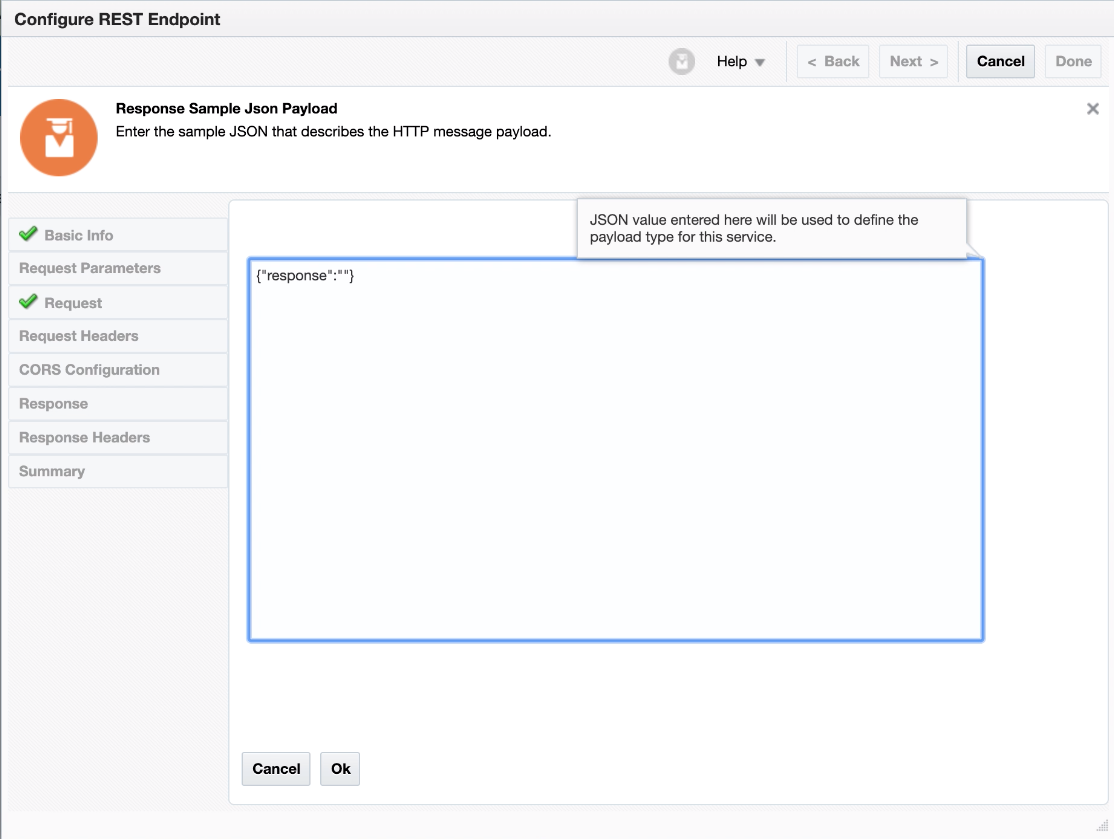 Configure REST Endpoint
Help
< Back
Next >
Cancel
Done
Response Sample Json Payload
Enter the sample JSON that describes the HTTP message payload.
JSON value entered here will be used to define the
payload type for this service.
Basic Info
Request Parameters
Request
Request Headers
CORS Configuration
Response
Response Headers
Summary
{"response":""}
Cancel
Ok